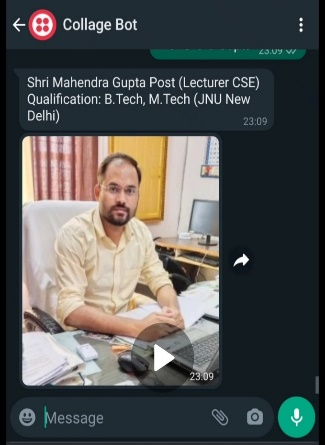 Collage Bot
23:09
Shri Mahendra Gupta Post (Lecturer CSE)
Qualification: B.Tech, M.Tech (JNU New
Delhi)
23:09
23:09
Message